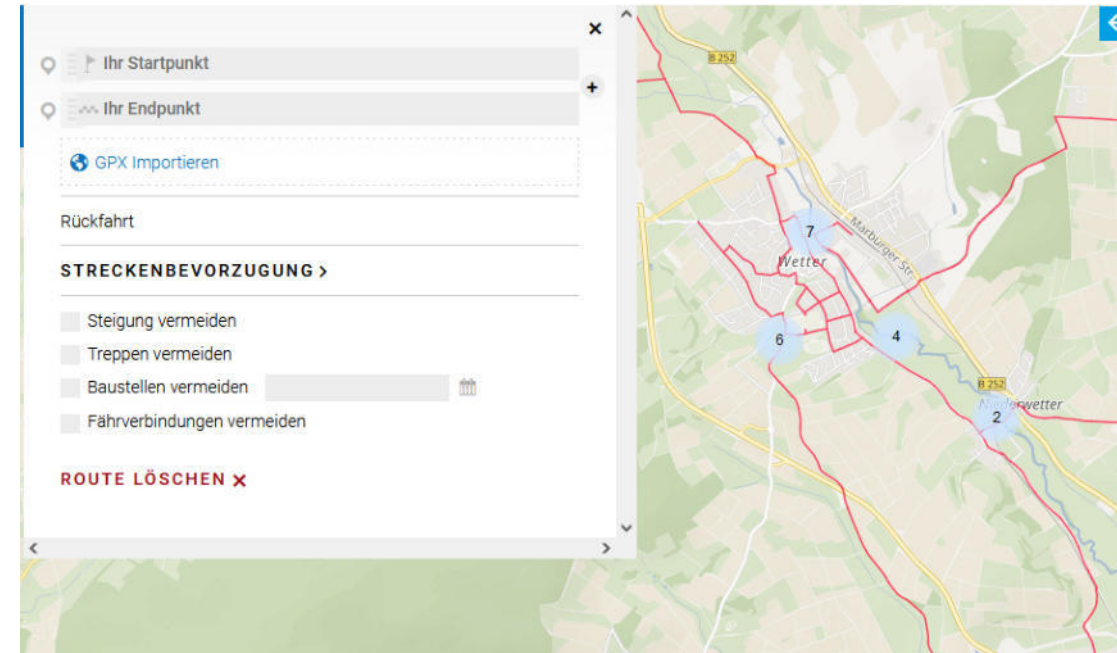 Ihr Startpunkt
Ihr Endpunkt
GPX Importieren
Rückfahrt
STRECKENBEVORZUGUNG
Steigung vermeiden
Treppen vermeiden
Baustellen vermeiden
Fährverbindungen vermeiden
ROUTE LÖSCHEN
B 252
7
Marburger Str.
Wetter
6
4
B 252
Niederwetter
2